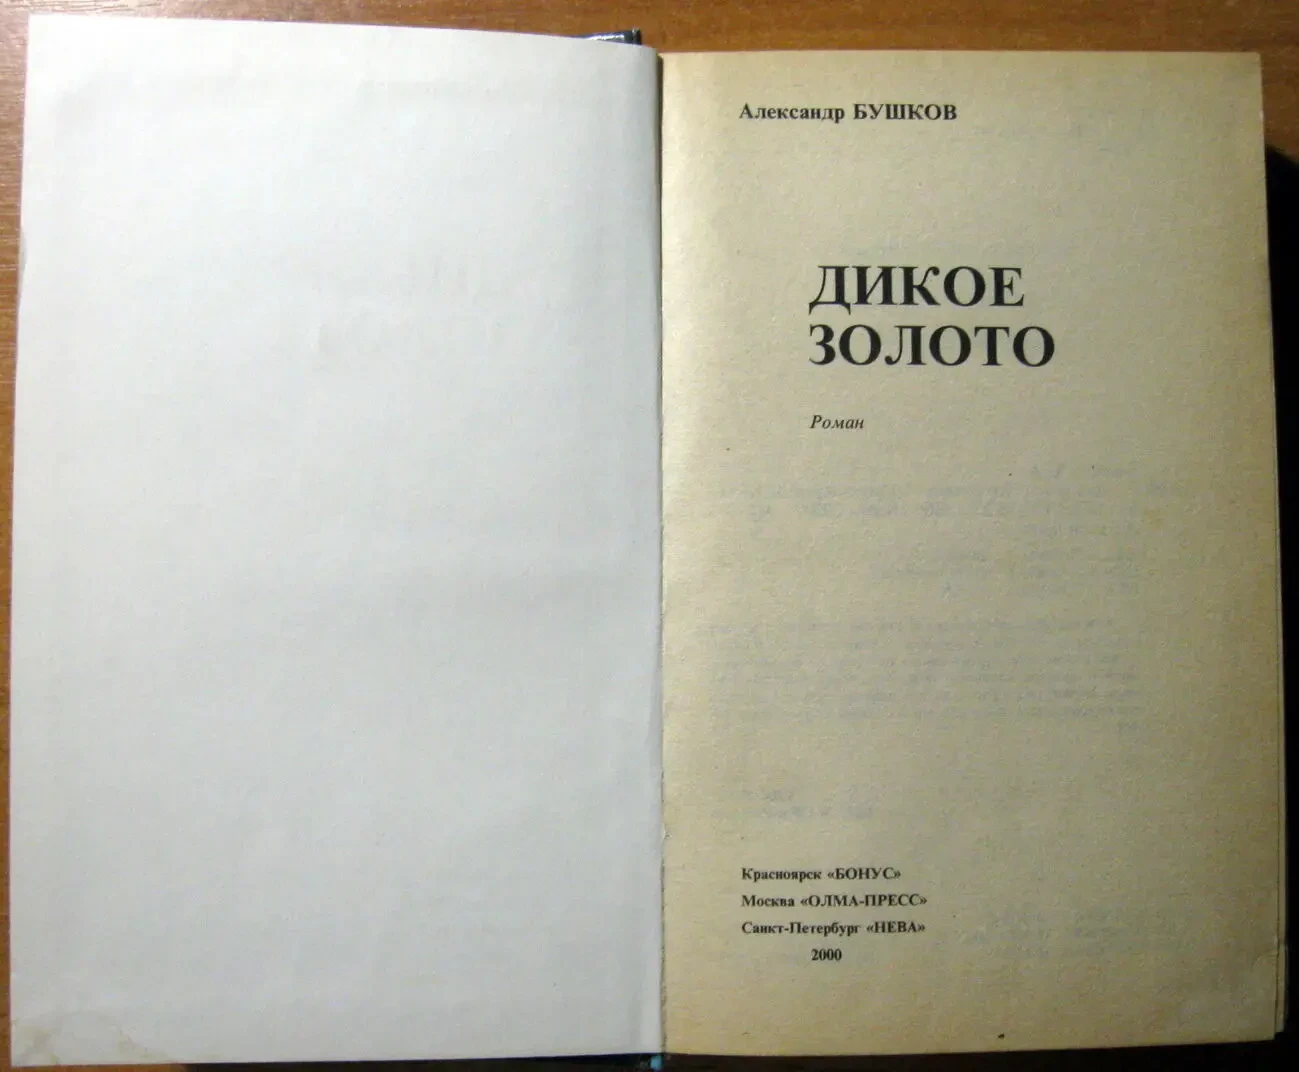 Александр БУШКОВ
ДИКОЕ
ЗОЛОТО
Роман
Красноярск «БОНУС»
Москва «ОЛМА-ПРЕСС»
Санкт-Петербург «НЕВА»
2000